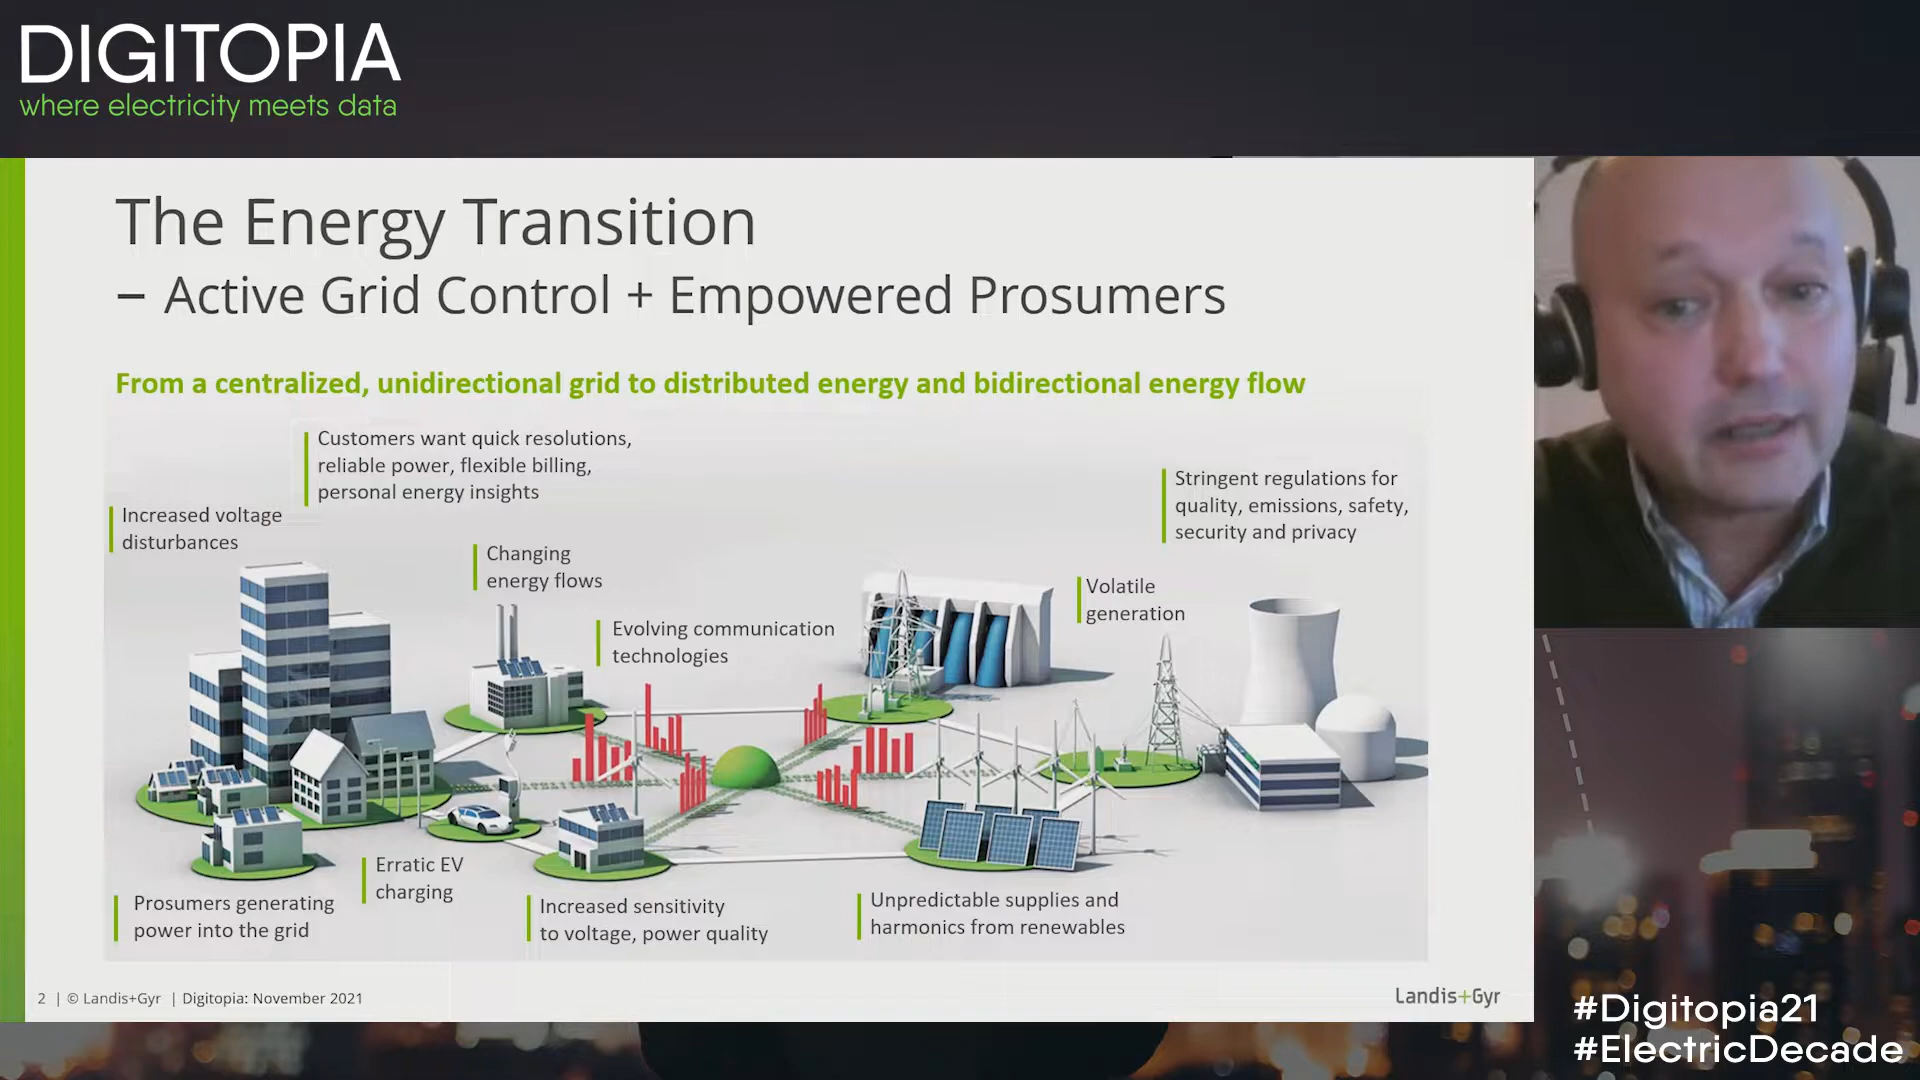 DIGITOPIA
where electricity meets data
The Energy Transition
– Active Grid Control + Empowered Prosumers
From a centralized, unidirectional grid to distributed energy and bidirectional energy flow
Customers want quick resolutions,
reliable power, flexible billing,
personal energy insights
Increased voltage
disturbances
Changing
energy flows
Evolving communication
technologies
Stringent regulations for
quality, emissions, safety,
security and privacy
Volatile
generation
Erratic EV
charging
Prosumers generating
power into the grid
Increased sensitivity
to voltage, power quality
Unpredictable supplies and
harmonics from renewables
2 | © Landis+Gyr | Digitopia: November 2021
Landis+Gyr
#Digitopia21
#ElectricDecade